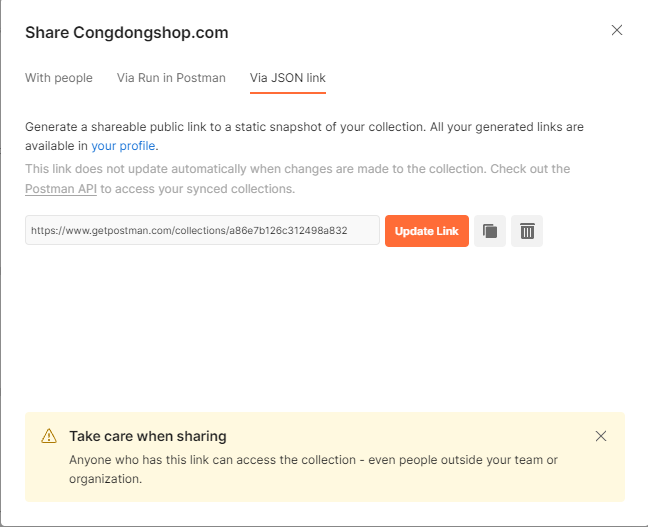 Share Congdongshop.com
With people Via Run in Postman Via JSON link
Generate a shareable public link to a static snapshot of your collection. All your generated links are
available in your profile.
This link does not update automatically when changes are made to the collection. Check out the
Postman API to access your synced collections.
https://www.getpostman.com/collections/a86e7b126c312498a832 Update Link
Take care when sharing
Anyone who has this link can access the collection - even people outside your team or
organization.